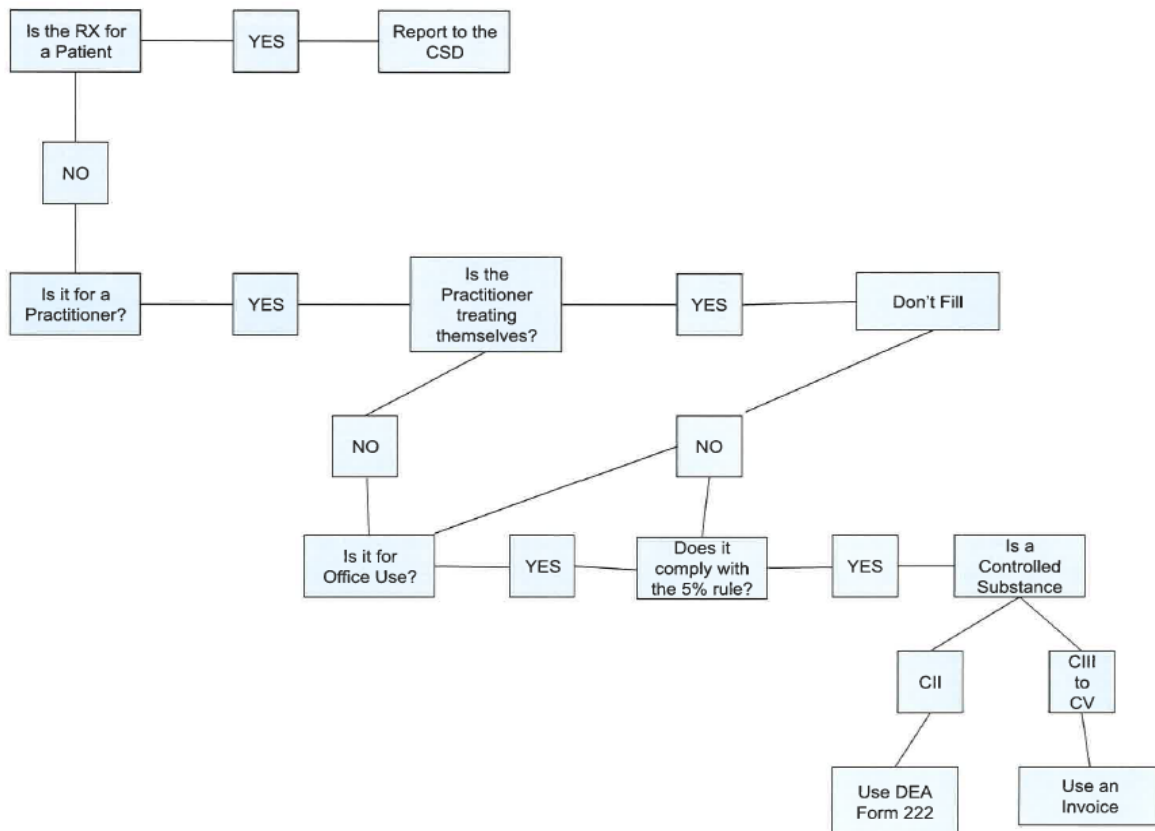 Is the RX for
a Patient
YES
Report to the
CSD
NO
Is it for a
Practitioner?
YES
Is the
Practitioner
treating
themselves?
YES
Don't Fill
NO
NO
Is it for
Office Use?
YES
Does it
comply with
the 5% rule?
YES
Is a
Controlled
Substance
CII
CIII
to
CV
Use DEA
Form 222
Use an
Invoice